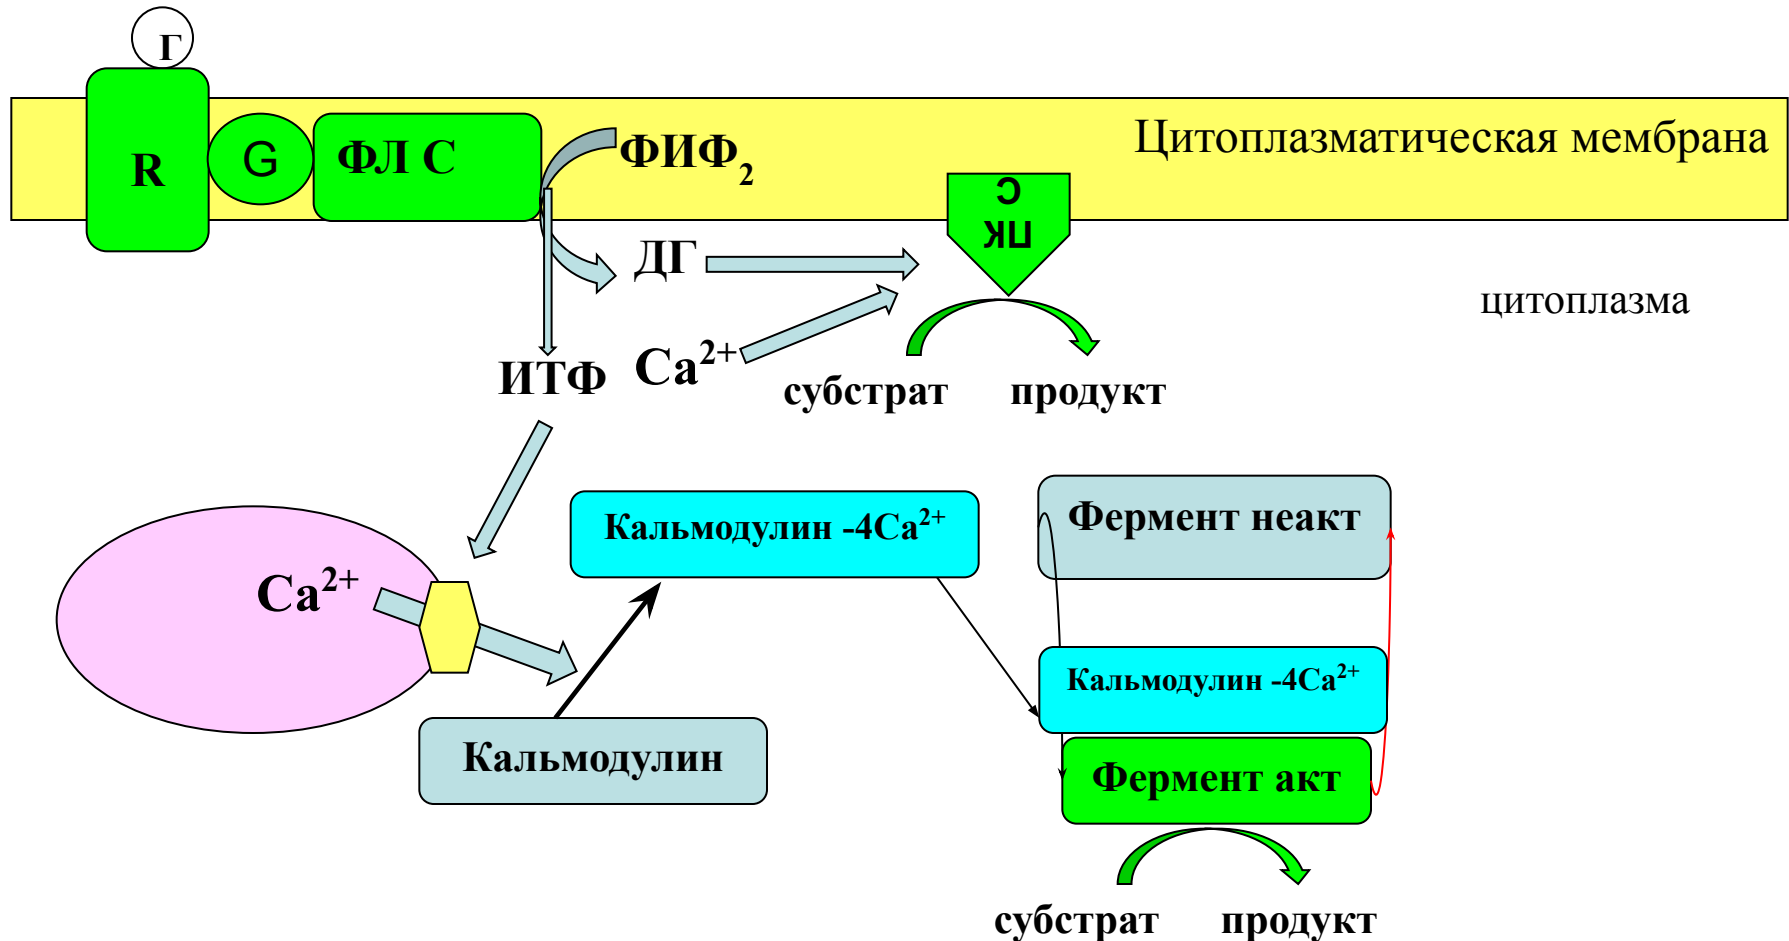 Г
R
G
ФЛ С
ФИФ2
Цитоплазматическая мембрана
ПК
С
ДГ
цитоплазма
ИТФ
Ca2+
субстрат
продукт
Кальмодулин -4Ca2+
Фермент неакт
Ca2+
Кальмодулин -4Ca2+
Кальмодулин
Фермент акт
субстрат
продукт